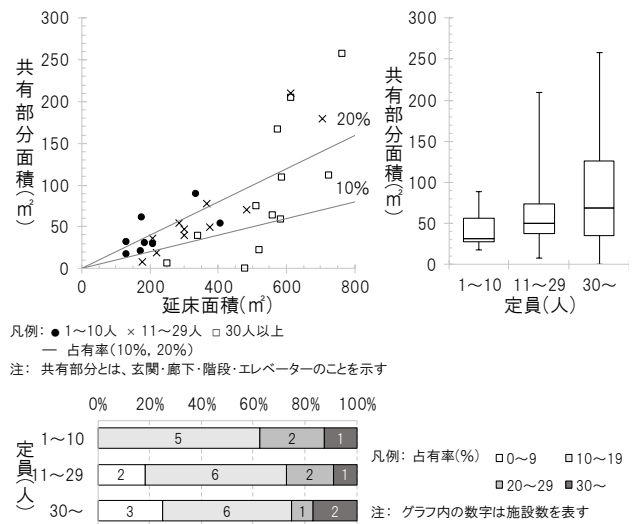 共有部分面積(㎡)
300
250
200
150
100
50
0
20%
10%
0 200 400 600 800
延床面積(㎡)
共有部分面積(㎡)
300
250
200
150
100
50
0
1～10 11～29 30～
定員(人)
凡例: ● 1～10人 × 11～29人 □ 30人以上
― 占有率(10%, 20%)
注: 共有部分とは、玄関・廊下・階段・エレベーターのことを示す
0% 20% 40% 60% 80% 100%
定員(人)
1～10 5 2 1
11～29 2 6 2 1
30～ 3 6 1 2
凡例: 占有率(%) □0～9 □10～19
□20～29 ■30～
注: グラフ内の数字は施設数を表す